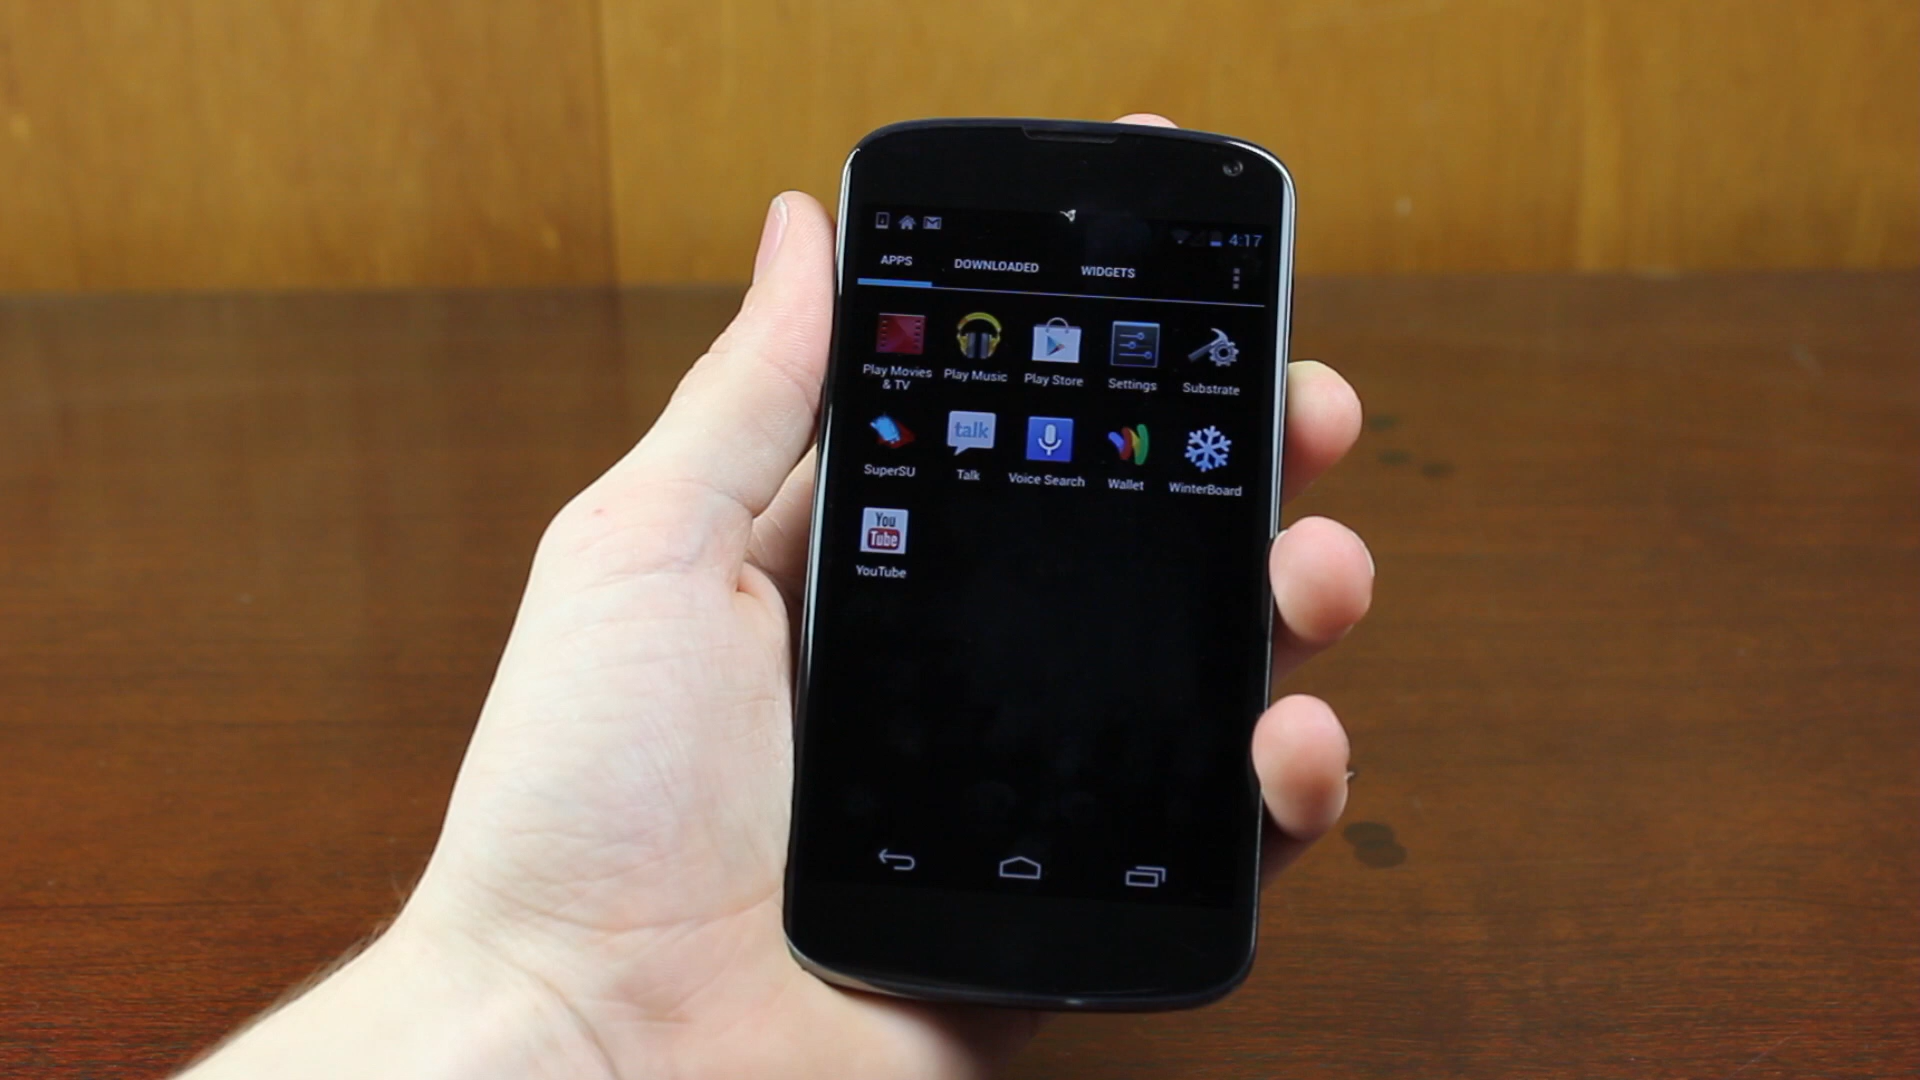 4:17
APPS DOWNLOADED WIDGETS
Play Movies
& TV
Play Music
Play Store
Settings
Substrate
talk
SuperSU
Talk
Voice Search
Wallet
WinterBoard
You
Tube
YouTube